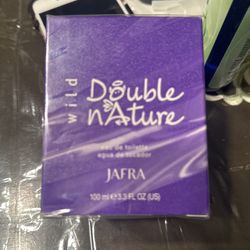 wild
Double
nAture
eau de toilette
agua de tocador
JAFRA
100 ml e 3.3 FL OZ (US)